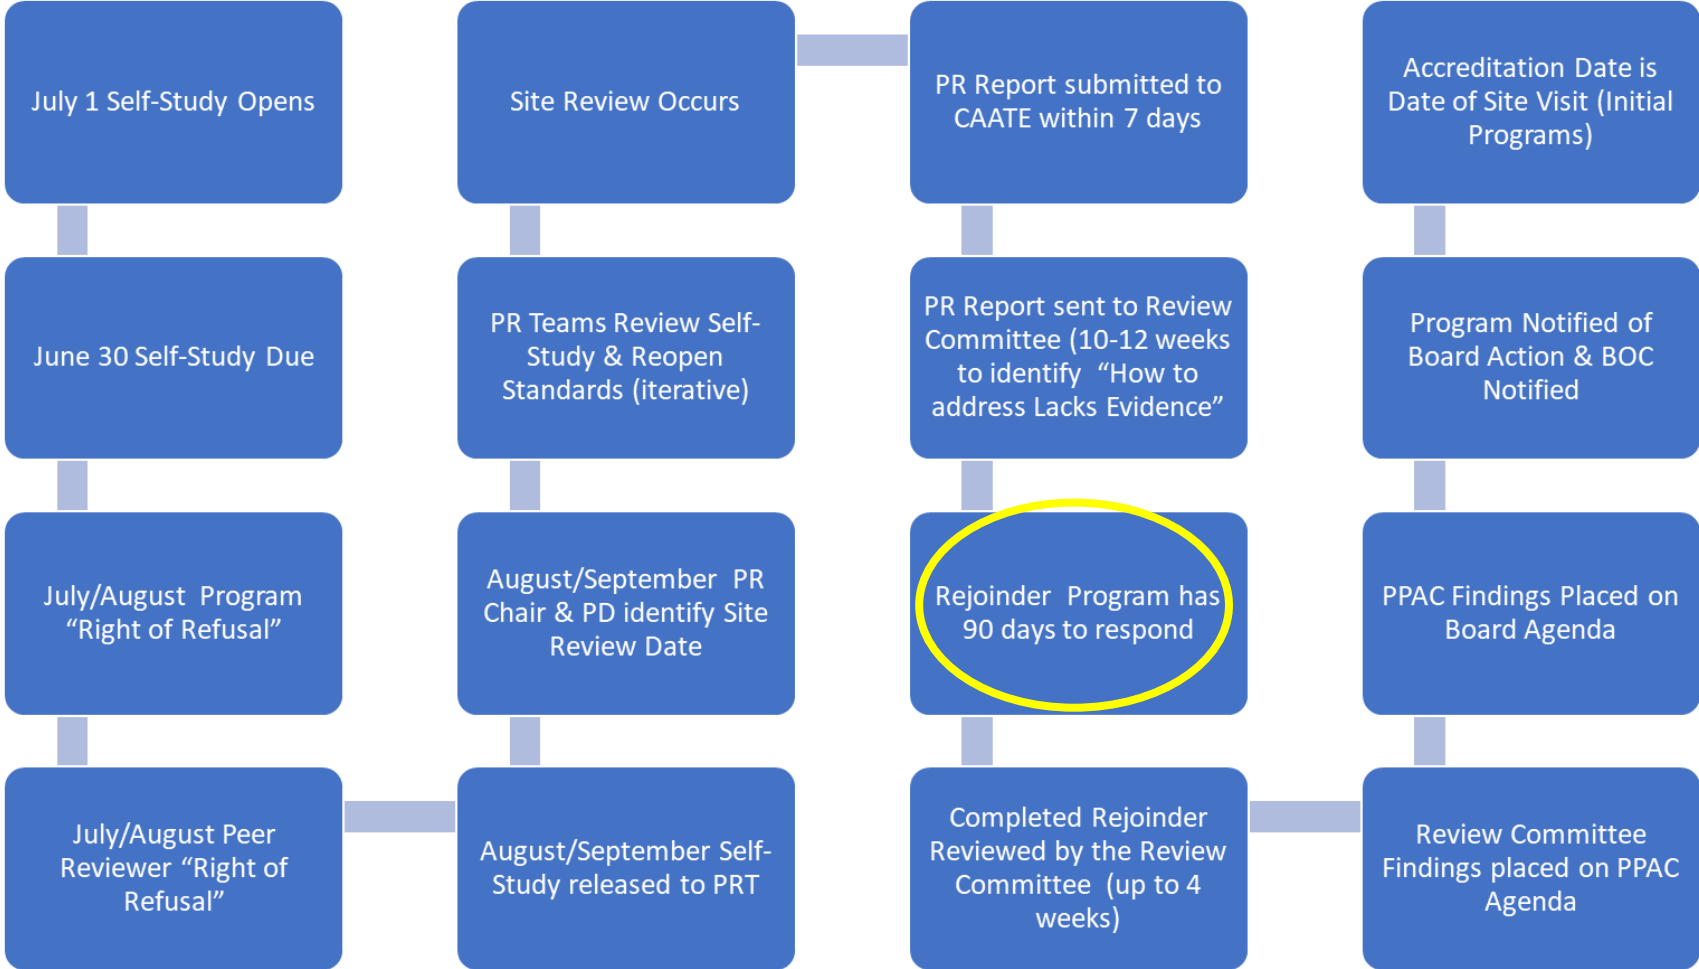 July 1 Self-Study Opens
June 30 Self-Study Due
July/August Program
“Right of Refusal”
July/August Peer
Reviewer “Right of
Refusal”
August/September Self-
Study released to PRT
August/September PR
Chair & PD identify Site
Review Date
PR Teams Review Self-
Study & Reopen
Standards (iterative)
Site Review Occurs
PR Report submitted to
CAATE within 7 days
PR Report sent to Review
Committee (10-12 weeks
to identify “How to
address Lacks Evidence”
Rejoinder Program has
90 days to respond
Completed Rejoinder
Reviewed by the Review
Committee (up to 4
weeks)
Review Committee
Findings placed on PPAC
Agenda
PPAC Findings Placed on
Board Agenda
Program Notified of
Board Action & BOC
Notified
Accreditation Date is
Date of Site Visit (Initial
Programs)